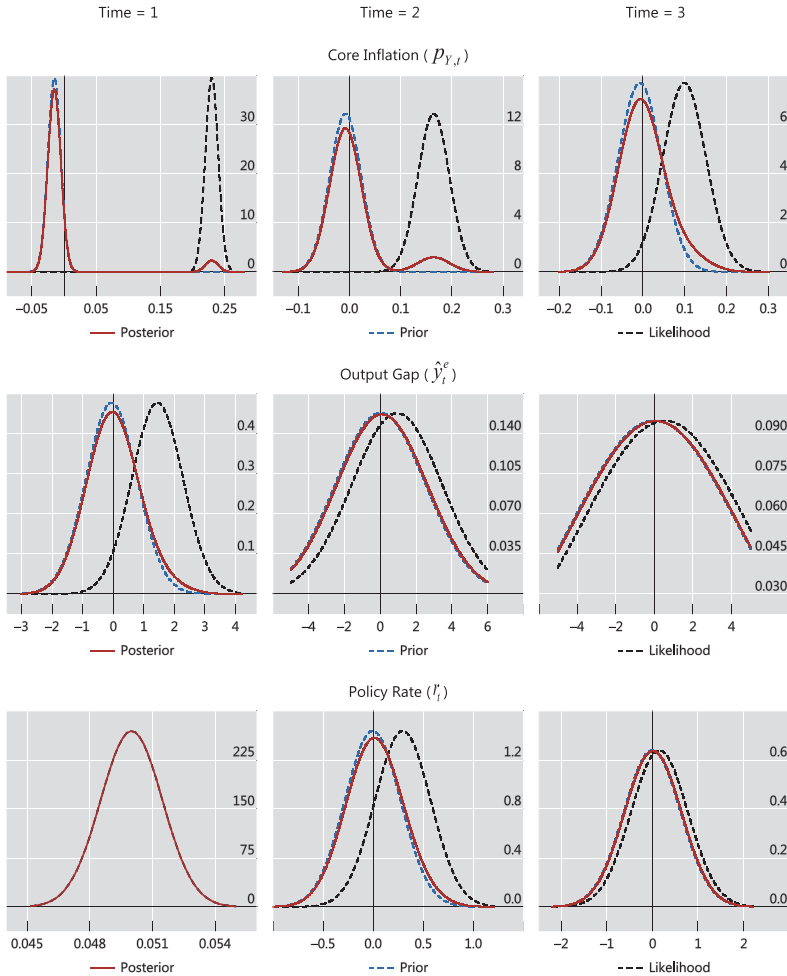 Time = 1 Time = 2 Time = 3
Core Inflation ( p Y,t )
40 12 6
30 8 4
20 4 2
10 0 0
0
−0.05 0.05 0.15 0.25 −0.1 0.0 0.1 0.2 0.3 −0.2 −0.1 0.0 0.1 0.2 0.3
Posterior Prior Likelihood
Output Gap ( ŷ t e )
0.4 0.140 0.090
0.3 0.105 0.075
0.2 0.070 0.060
0.1 0.035 0.045
0.030
−3 −2 −1 0 1 2 3 4 −4 −2 0 2 4 6 −4 −2 0 2 4
Posterior Prior Likelihood
Policy Rate ( r t )
225 1.2 0.6
150 0.8 0.4
75 0.4 0.2
0 0.0 0.0
0.045 0.048 0.051 0.054 −0.5 0.0 0.5 1.0 −2 −1 0 1 2
Posterior Prior Likelihood